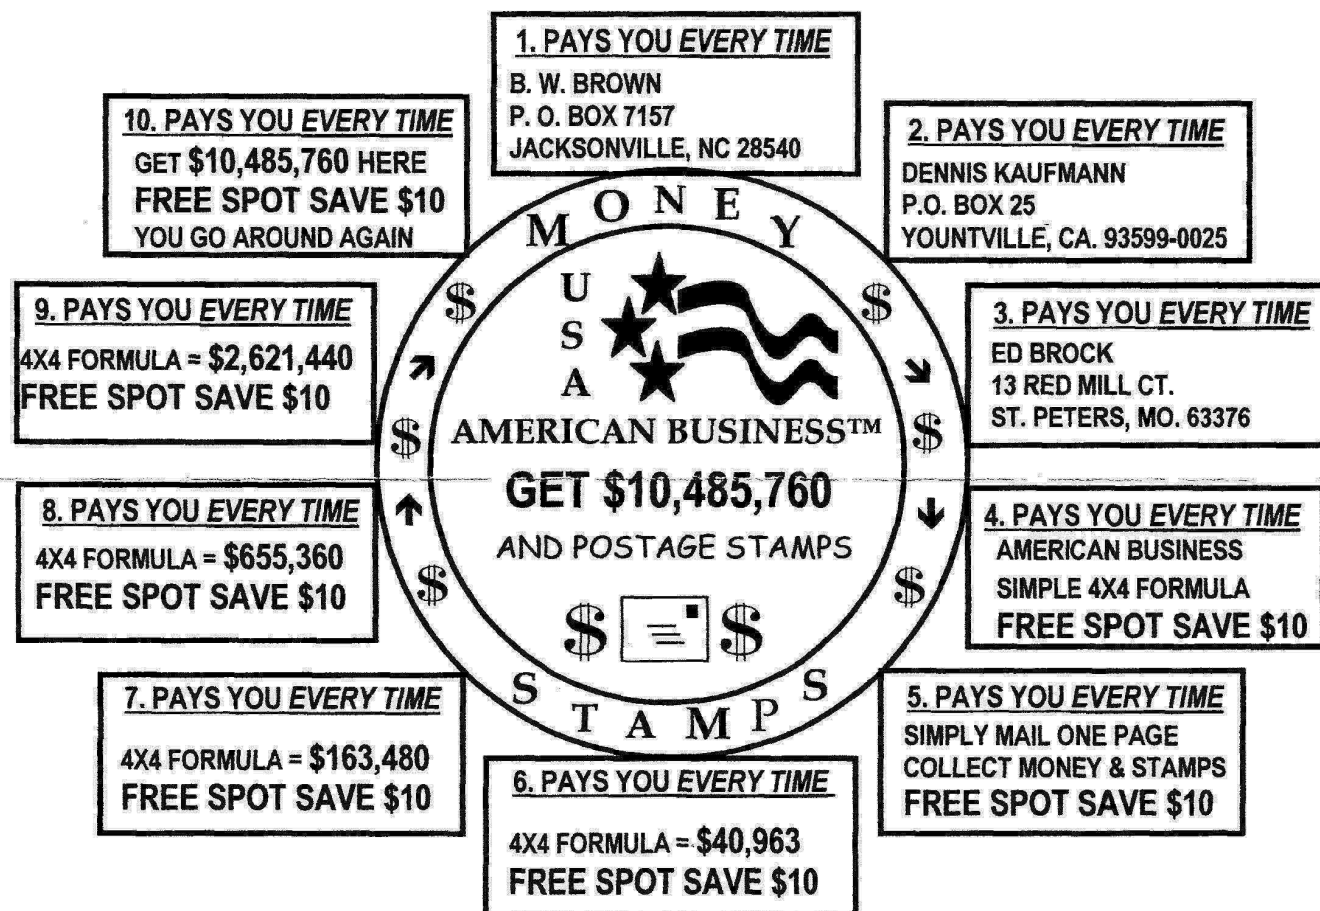 1. PAYS YOU EVERY TIME
B. W. BROWN
P. O. BOX 7157
JACKSONVILLE, NC 28540
2. PAYS YOU EVERY TIME
DENNIS KAUFMANN
P.O. BOX 25
YOUNTVILLE, CA. 93599-0025
3. PAYS YOU EVERY TIME
ED BROCK
13 RED MILL CT.
ST. PETERS, MO. 63376
4. PAYS YOU EVERY TIME
AMERICAN BUSINESS
SIMPLE 4X4 FORMULA
FREE SPOT SAVE $10
5. PAYS YOU EVERY TIME
SIMPLY MAIL ONE PAGE
COLLECT MONEY & STAMPS
FREE SPOT SAVE $10
6. PAYS YOU EVERY TIME
4X4 FORMULA = $40,963
FREE SPOT SAVE $10
7. PAYS YOU EVERY TIME
4X4 FORMULA = $163,480
FREE SPOT SAVE $10
8. PAYS YOU EVERY TIME
4X4 FORMULA = $655,360
FREE SPOT SAVE $10
9. PAYS YOU EVERY TIME
4X4 FORMULA = $2,621,440
FREE SPOT SAVE $10
10. PAYS YOU EVERY TIME
GET $10,485,760 HERE
FREE SPOT SAVE $10
YOU GO AROUND AGAIN
MONEY
$ $
$ $
$ $
STAMPS
USA
AMERICAN BUSINESS™
GET $10,485,760
AND POSTAGE STAMPS
$ $